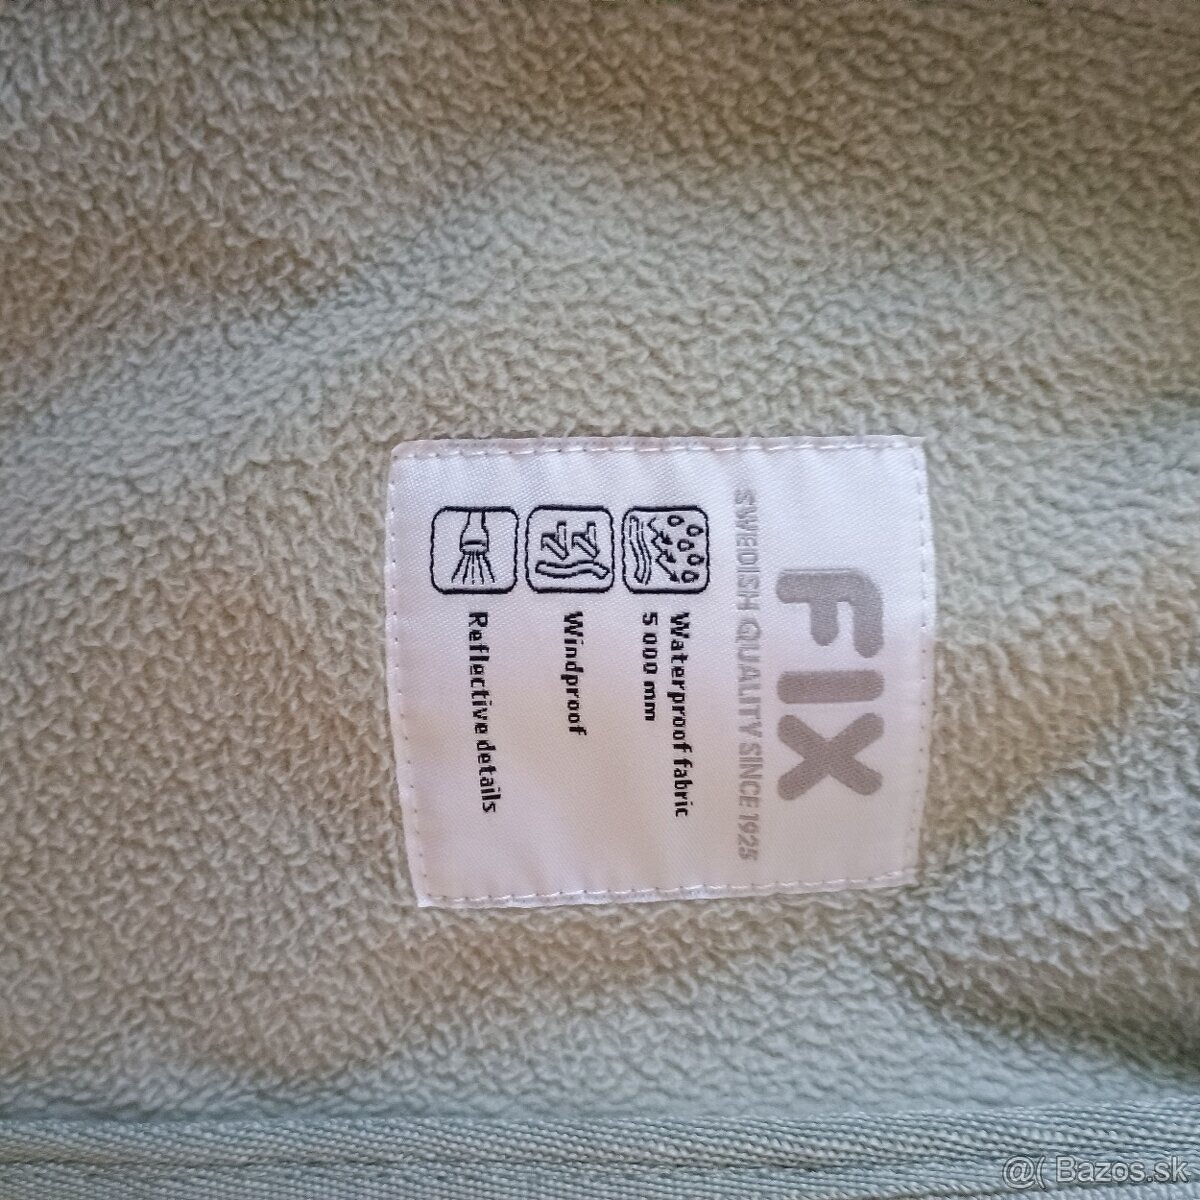 FIX
SWEDISH QUALITY SINCE 1925
Waterproof fabric
5 000 mm
Windproof
Reflective details
@( Bazos.sk